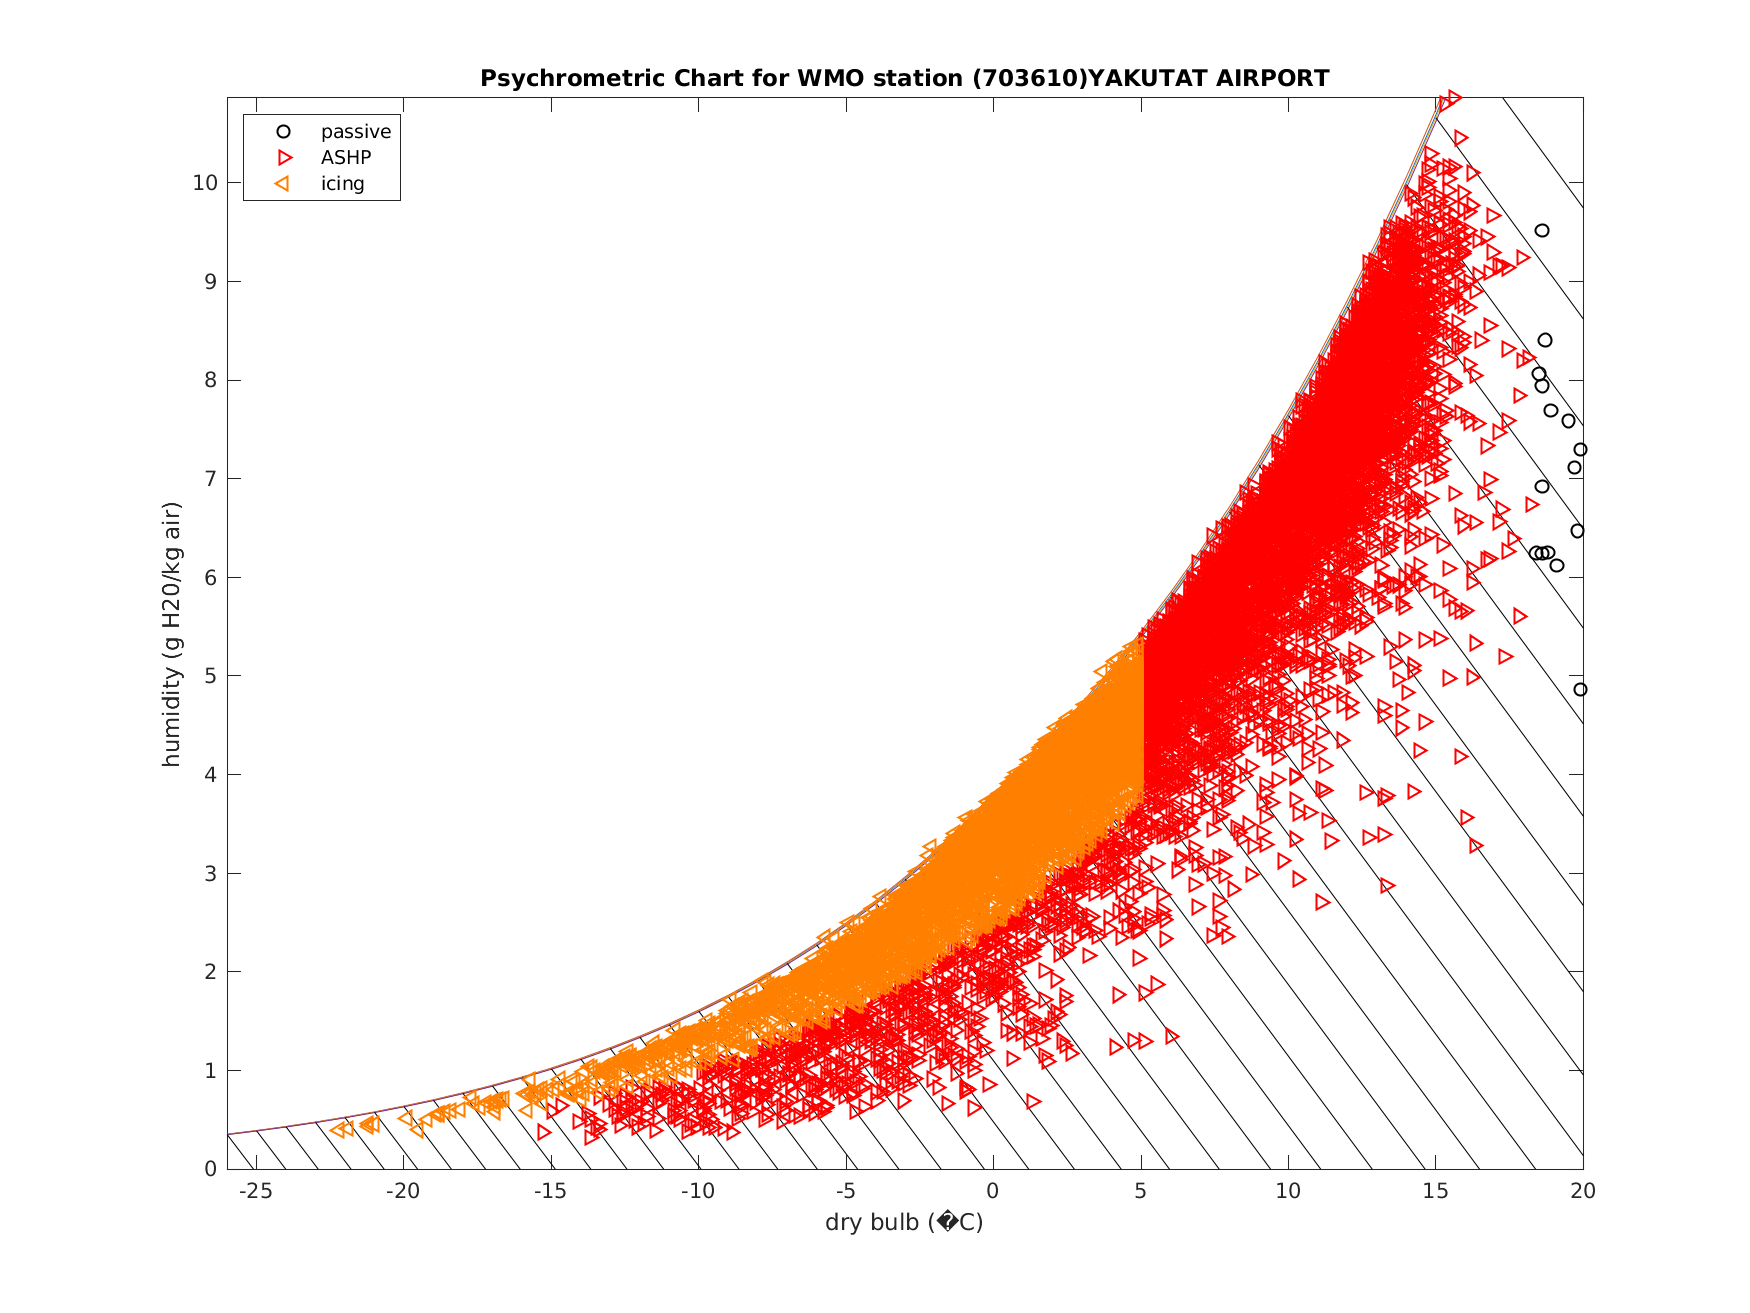 Psychrometric Chart for WMO station (703610)YAKUTAT AIRPORT
passive
ASHP
icing
humidity (g H20/kg air)
10
9
8
7
6
5
4
3
2
1
0
-25 -20 -15 -10 -5 0 5 10 15 20
dry bulb (�C)